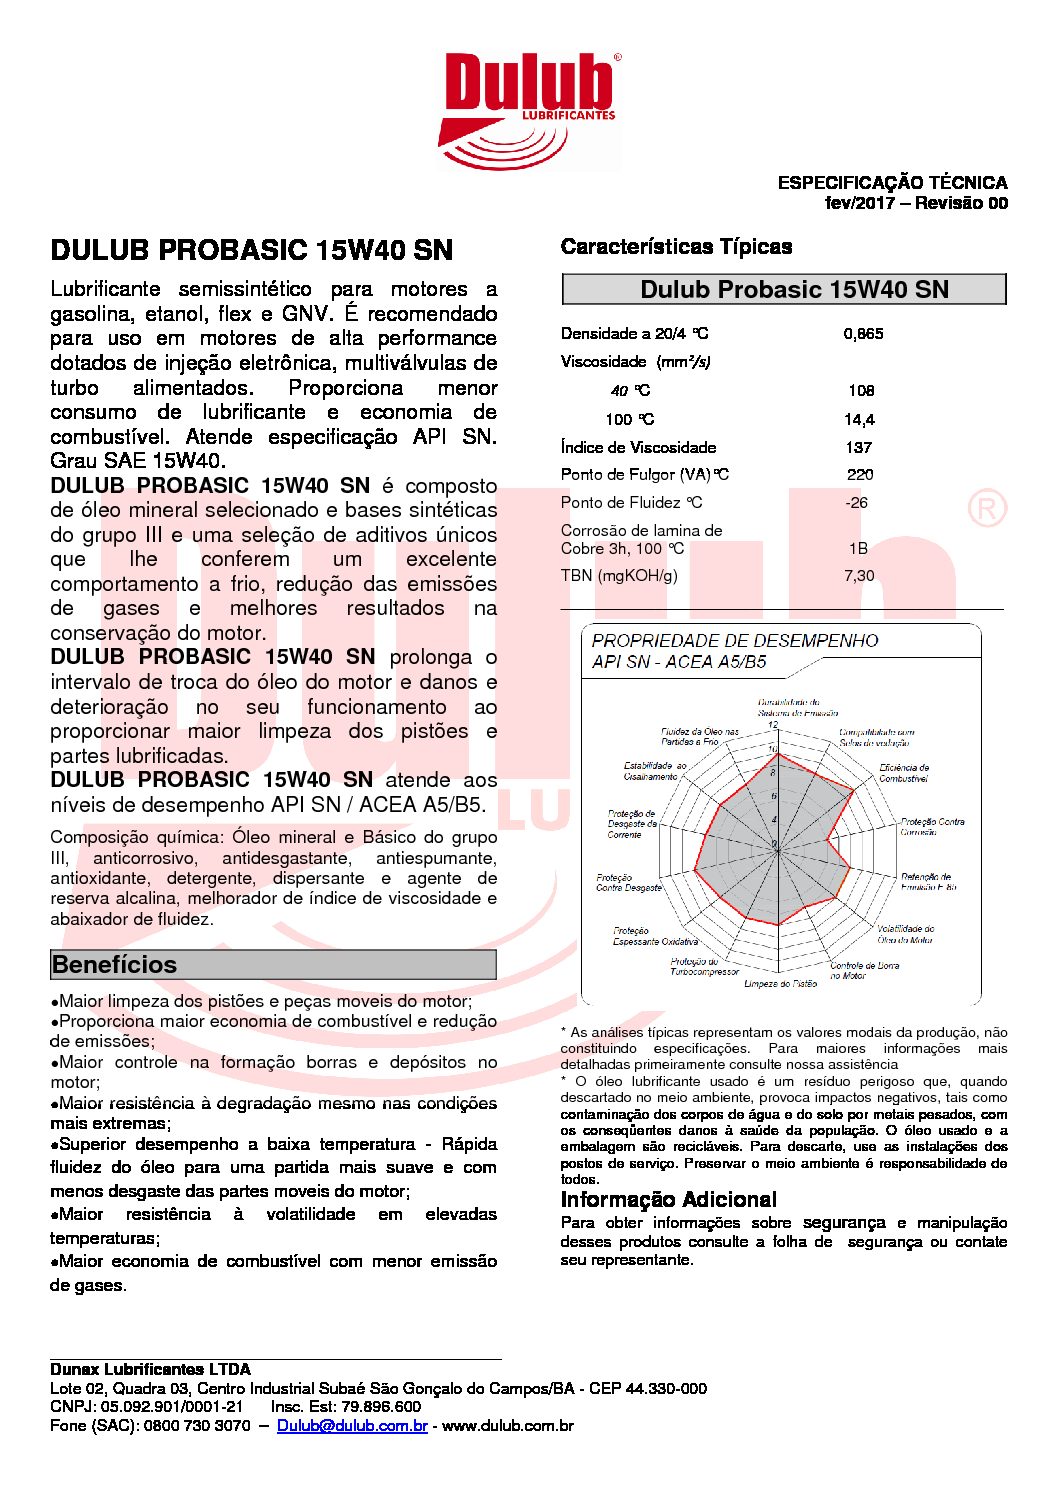 Dulub®
LUBRIFICANTES
ESPECIFICAÇÃO TÉCNICA
fev/2017 – Revisão 00
DULUB PROBASIC 15W40 SN
Lubrificante semissintético para motores a
gasolina, etanol, flex e GNV. É recomendado
para uso em motores de alta performance
dotados de injeção eletrônica, multiválvulas de
turbo alimentados. Proporciona menor
consumo de lubrificante e economia de
combustível. Atende especificação API SN.
Grau SAE 15W40.
DULUB PROBASIC 15W40 SN é composto
de óleo mineral selecionado e bases sintéticas
do grupo III e uma seleção de aditivos únicos
que lhe conferem um excelente
comportamento a frio, redução das emissões
de gases e melhores resultados na
conservação do motor.
DULUB PROBASIC 15W40 SN prolonga o
intervalo de troca do óleo do motor e danos e
deterioração no seu funcionamento ao
proporcionar maior limpeza dos pistões e
partes lubrificadas.
DULUB PROBASIC 15W40 SN atende aos
níveis de desempenho API SN / ACEA A5/B5.
Composição química: Óleo mineral e Básico do grupo
III, anticorrosivo, antidesgastante, antiespumante,
antioxidante, detergente, dispersante e agente de
reserva alcalina, melhorador de índice de viscosidade e
abaixador de fluidez.
Benefícios
●Maior limpeza dos pistões e peças moveis do motor;
●Proporciona maior economia de combustível e redução
de emissões;
●Maior controle na formação borras e depósitos no
motor;
●Maior resistência à degradação mesmo nas condições
mais extremas;
●Superior desempenho a baixa temperatura - Rápida
fluidez do óleo para uma partida mais suave e com
menos desgaste das partes moveis do motor;
●Maior resistência à volatilidade em elevadas
temperaturas;
●Maior economia de combustível com menor emissão
de gases.
Características Típicas
Dulub Probasic 15W40 SN
Densidade a 20/4 °C 0,865
Viscosidade (mm²/s)
40 °C 108
100 °C 14,4
Índice de Viscosidade 137
Ponto de Fulgor (VA)°C 220
Ponto de Fluidez °C -26
Corrosão de lamina de
Cobre 3h, 100 °C 1B
TBN (mgKOH/g) 7,30
PROPRIEDADE DE DESEMPENHO
API SN - ACEA A5/B5
Durabilidade do
Sistema de Emissão
Compatibilidade com
Selos de vedação
Eficiência de
Combustível
Proteção Contra
Corrosão
Retenção de
Emulsão E-85
Volatilidade do
Óleo do Motor
Controle de Borra
no Motor
Limpeza do Pistão
Proteção do
Turbocompressor
Proteção
Espessante Oxidativa
Proteção
Contra Desgaste
Proteção de
Desgaste da
Corrente
Estabilidade ao
Cisalhamento
Fluidez da Óleo nas
Partidas a Frio
12
10
8
6
4
0
* As análises típicas representam os valores modais da produção, não
constituindo especificações. Para maiores informações mais
detalhadas primeiramente consulte nossa assistência
* O óleo lubrificante usado é um resíduo perigoso que, quando
descartado no meio ambiente, provoca impactos negativos, tais como
contaminação dos corpos de água e do solo por metais pesados, com
os conseqüentes danos à saúde da população. O óleo usado e a
embalagem são recicláveis. Para descarte, use as instalações dos
postos de serviço. Preservar o meio ambiente é responsabilidade de
todos.
Informação Adicional
Para obter informações sobre segurança e manipulação
desses produtos consulte a folha de segurança ou contate
seu representante.
Dunax Lubrificantes LTDA
Lote 02, Quadra 03, Centro Industrial Subaé São Gonçalo do Campos/BA - CEP 44.330-000
CNPJ: 05.092.901/0001-21 Insc. Est: 79.896.600
Fone (SAC): 0800 730 3070 – Dulub@dulub.com.br - www.dulub.com.br